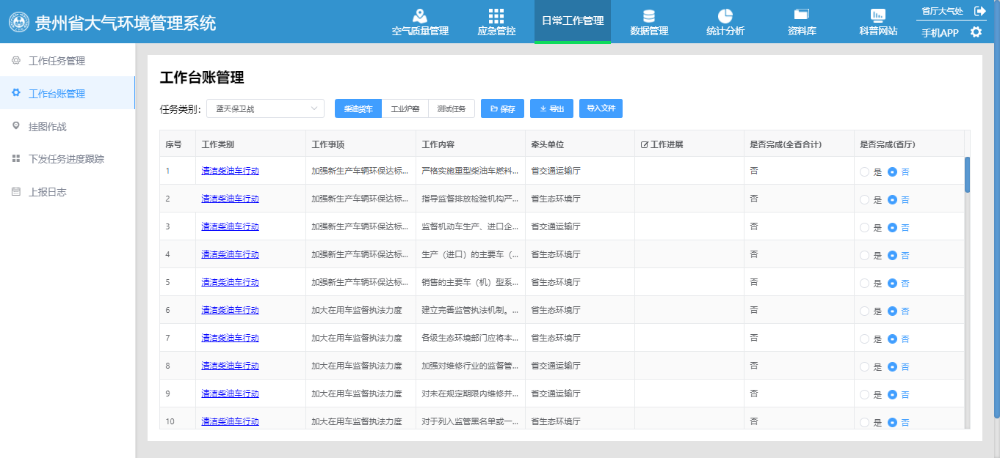 贵州省大气环境管理系统
空气质量管理
应急管控
日常工作管理
数据管理
统计分析
资料库
科普网站
省厅大气处
手机APP
工作任务管理
工作台账管理
挂图作战
下发任务进度跟踪
上报日志
工作台账管理
任务类别: 蓝天保卫战 柴油货车 工业炉窑 测试任务 保存 导出 导入文件
序号 工作类别 工作事项 工作内容 牵头单位 工作进展 是否完成(全省合计) 是否完成(省厅)
1 清洁柴油车行动 加强新生产车辆环保达标... 严格实施重型柴油车燃料... 省交通运输厅 否 是 否
2 清洁柴油车行动 加强新生产车辆环保达标... 指导监督排放检验机构严... 省生态环境厅 否 是 否
3 清洁柴油车行动 加强新生产车辆环保达标... 监督机动车生产、进口企... 省交通运输厅 否 是 否
4 清洁柴油车行动 加强新生产车辆环保达标... 生产（进口）的主要车（... 省生态环境厅 否 是 否
5 清洁柴油车行动 加强新生产车辆环保达标... 销售的主要车（机）型系... 省生态环境厅 否 是 否
6 清洁柴油车行动 加大在用车监督执法力度 建立完善监管执法机制。... 省生态环境厅 否 是 否
7 清洁柴油车行动 加大在用车监督执法力度 各级生态环境部门应将本... 省生态环境厅 否 是 否
8 清洁柴油车行动 加大在用车监督执法力度 加强对维修行业的监督管... 省交通运输厅 否 是 否
9 清洁柴油车行动 加大在用车监督执法力度 对未在规定期限内维修并... 省交通运输厅 否 是 否
10 清洁柴油车行动 加大在用车监督执法力度 对于列入监管黑名单或一... 省生态环境厅 否 是 否